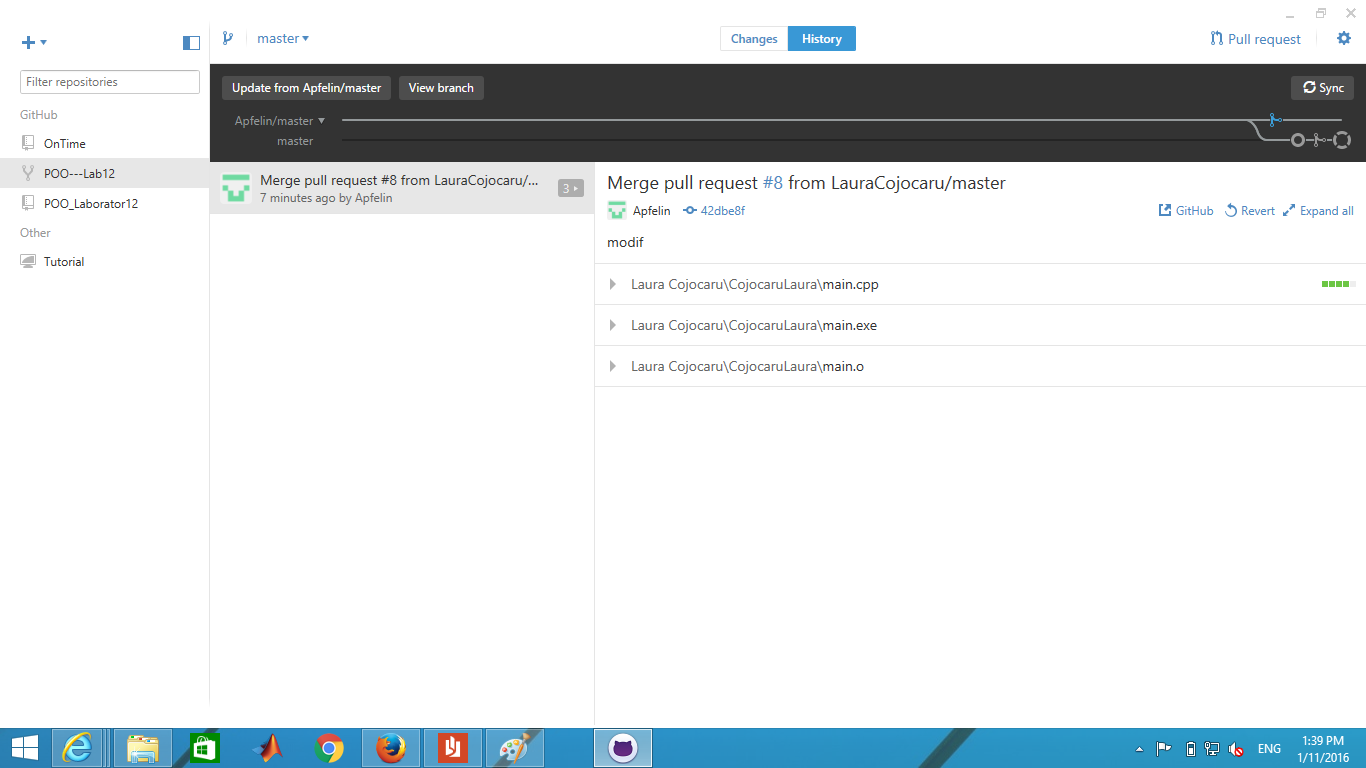 master
Changes
History
Pull request
Filter repositories
GitHub
OnTime
POO---Lab12
POO_Laborator12
Other
Tutorial
Update from Apfelin/master
View branch
Sync
Apfelin/master
master
Merge pull request #8 from LauraCojocaru/...
7 minutes ago by Apfelin
3
Merge pull request #8 from LauraCojocaru/master
Apfelin
42dbe8f
GitHub
Revert
Expand all
modif
Laura Cojocaru\CojocaruLaura\main.cpp
Laura Cojocaru\CojocaruLaura\main.exe
Laura Cojocaru\CojocaruLaura\main.o
ENG
1:39 PM
1/11/2016